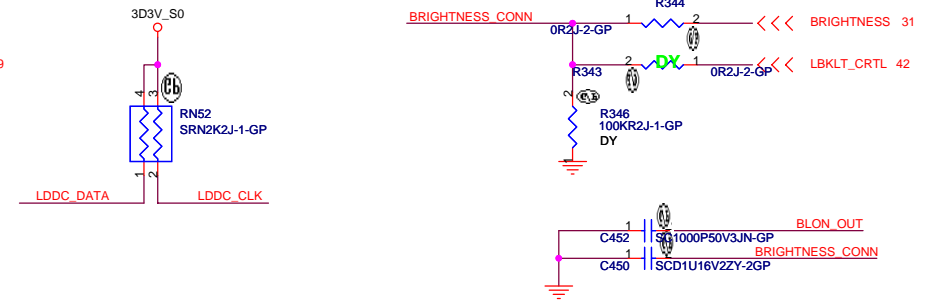 3D3V_S0
9
4
3
RN52
SRN2K2J-1-GP
1
2
LDDC_DATA
LDDC_CLK
R344
BRIGHTNESS_CONN
1
2
BRIGHTNESS 31
0R2J-2-GP
2
DY
1
LBKLT_CRTL 42
R343
0R2J-2-GP
2
R346
100KR2J-1-GP
DY
1
BLON_OUT
1
C452
SC1000P50V3JN-GP
BRIGHTNESS_CONN
1
C450
SCD1U16V2ZY-2GP